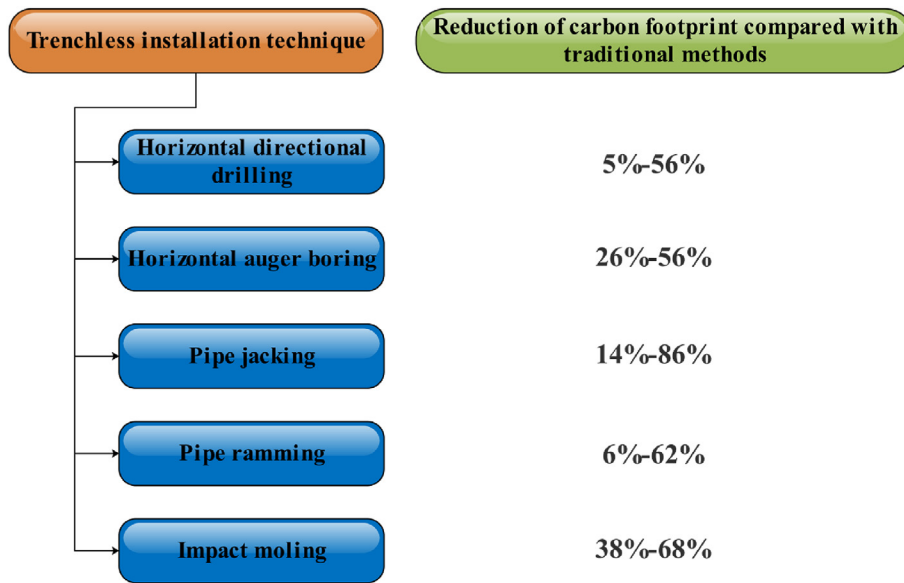 Trenchless installation technique
Reduction of carbon footprint compared with
traditional methods
Horizontal directional
drilling
5%-56%
Horizontal auger boring
26%-56%
Pipe jacking
14%-86%
Pipe ramming
6%-62%
Impact moling
38%-68%